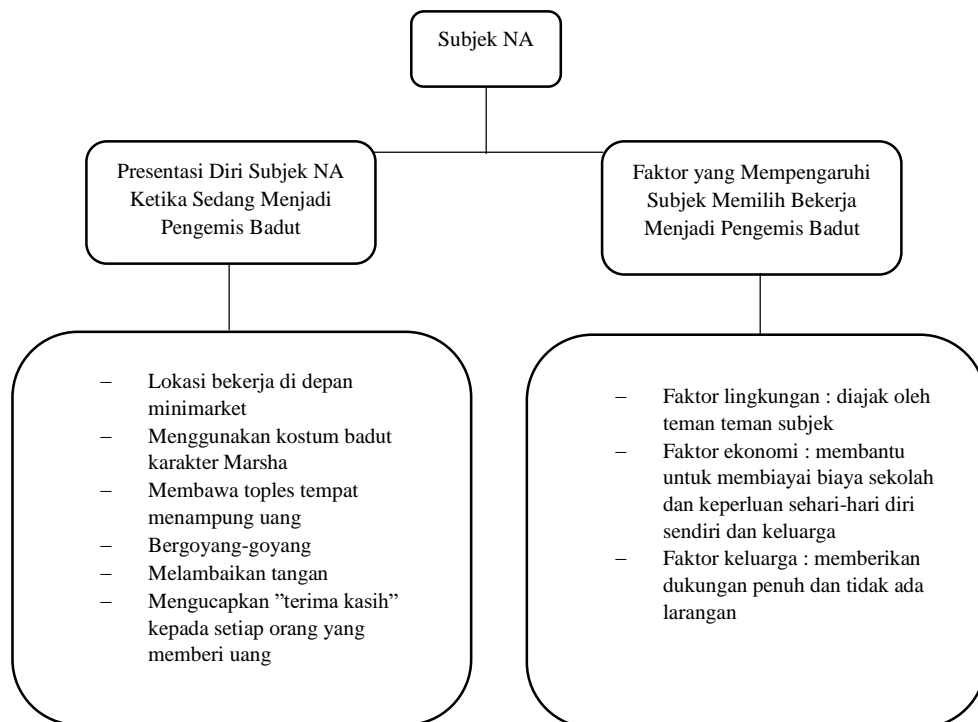 Subjek NA
Presentasi Diri Subjek NA
Ketika Sedang Menjadi
Pengemis Badut
Faktor yang Mempengaruhi
Subjek Memilih Bekerja
Menjadi Pengemis Badut
– Lokasi bekerja di depan
minimarket
– Menggunakan kostum badut
karakter Marsha
– Membawa toples tempat
menampung uang
– Bergoyang-goyang
– Melambaikan tangan
– Mengucapkan ”terima kasih”
kepada setiap orang yang
memberi uang
– Faktor lingkungan : diajak oleh
teman teman subjek
– Faktor ekonomi : membantu
untuk membiayai biaya sekolah
dan keperluan sehari-hari diri
sendiri dan keluarga
– Faktor keluarga : memberikan
dukungan penuh dan tidak ada
larangan